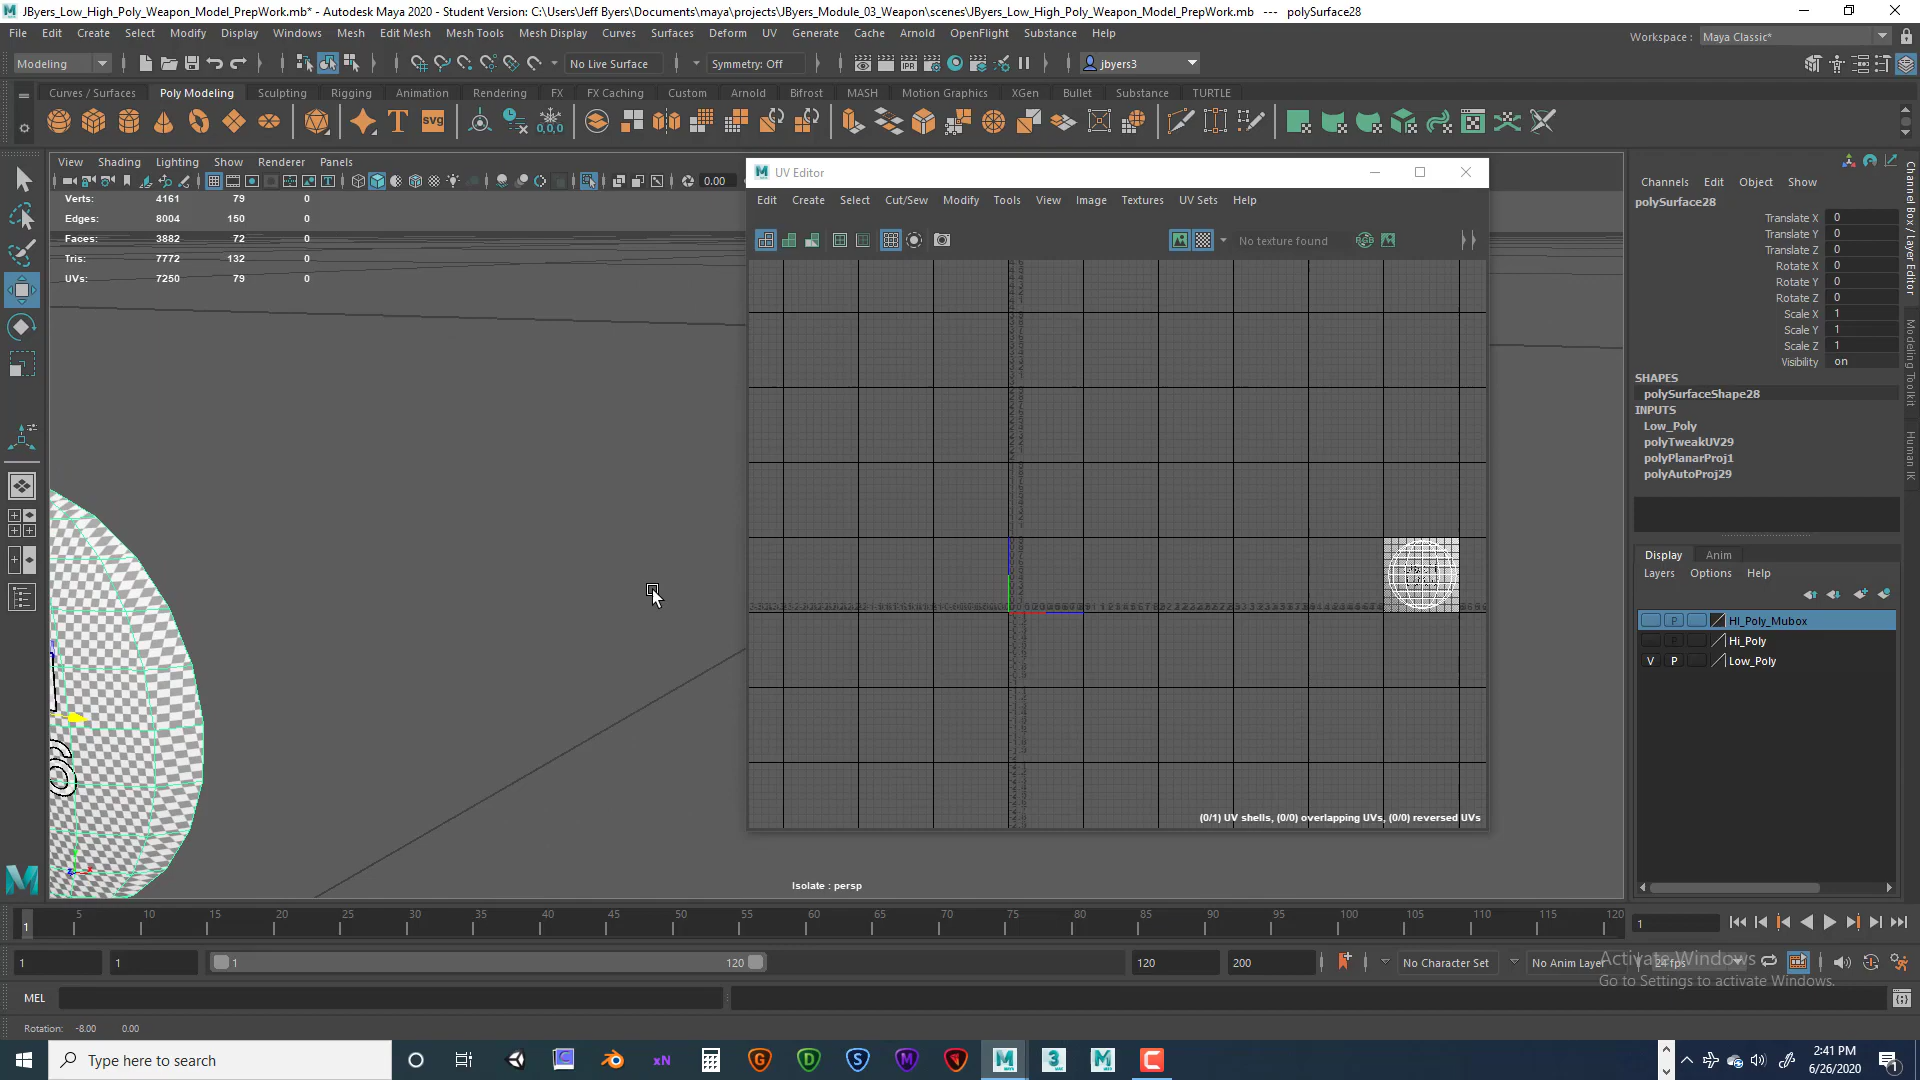 JByers_Low_High_Poly_Weapon_Model_PrepWork.mb* - Autodesk Maya 2020 - Student Version: C:\Users\Jeff Byers\Documents\maya\projects\JByers_Module_03_Weapon\scenes\JByers_Low_High_Poly_Weapon_Model_PrepWork.mb --- polySurface28
File Edit Create Select Modify Display Windows Mesh Edit Mesh Mesh Tools Mesh Display Curves Surfaces Deform UV Generate Cache Arnold OpenFlight Substance Help
Workspace : Maya Classic*
Modeling No Live Surface Symmetry: Off jbyers3
Curves / Surfaces Poly Modeling Sculpting Rigging Animation Rendering FX FX Caching Custom Arnold Bifrost MASH Motion Graphics XGen Bullet Substance TURTLE
View Shading Lighting Show Renderer Panels
0.00
Verts: 4161 79 0
Edges: 8004 150 0
Faces: 3882 72 0
Tris: 7772 132 0
UVs: 7250 79 0
UV Editor
Edit Create Select Cut/Sew Modify Tools View Image Textures UV Sets Help
No texture found
(0/1) UV shells, (0/0) overlapping UVs, (0/0) reversed UVs
Isolate : persp
Channels Edit Object Show
polySurface28
Translate X 0
Translate Y 0
Translate Z 0
Rotate X 0
Rotate Y 0
Rotate Z 0
Scale X 1
Scale Y 1
Scale Z 1
Visibility on
SHAPES
polySurfaceShape28
INPUTS
Low_Poly
polyTweakUV29
polyPlanarProj1
polyAutoProj29
Channel Box / Layer Editor
Modeling Toolkit
Human IK
Display Anim
Layers Options Help
P HI_Poly_Mubox
P Hi_Poly
V P Low_Poly
1 5 10 15 20 25 30 35 40 45 50 55 60 65 70 75 80 85 90 95 100 105 110 115 120 1
1 1 1 120 120 200 No Character Set No Anim Layer 24 fps
Activate Windows
Go to Settings to activate Windows.
MEL
Rotation: -8.00 0.00
Type here to search
2:41 PM
6/26/2020
1